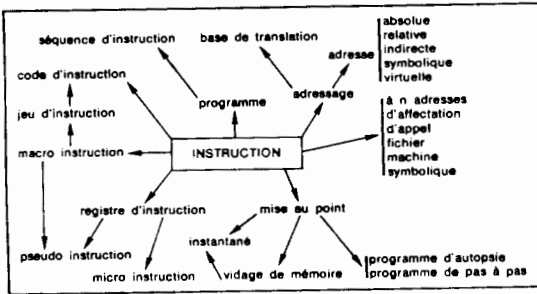 absolue
séquence d'instruction
base de translation
relative
adresse
indirecte
symbolique
virtuelle
code d'instruction
programme
adressage
à n adresses
jeu d'instruction
d'affectation
d'appel
macro instruction
INSTRUCTION
fichier
machine
symbolique
registre d'instruction
mise au point
instantané
pseudo instruction
micro instruction
vidage de mémoire
programme d'autopsie
programme de pas à pas